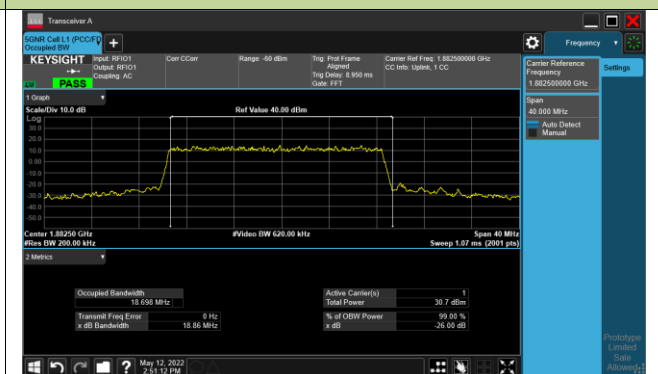 Transceiver A
5GNR Cell L1 (PCC/FD
Occupied BW
+
Frequency
KEYSIGHT
Input: RFIO1
Output: RFIO1
Coupling: AC
Corr CCorr
Range: -60 dBm
Trig: Prot Frame
Aligned
Trig Delay: 8.950 ms
Gate: FFT
Carrier Ref Freq: 1.882500000 GHz
CC Info: Uplink, 1 CC
PASS
Carrier Reference
Frequency
1.882500000 GHz
Settings
Span
40.000 MHz
Auto Detect
Manual
1 Graph
Scale/Div 10.0 dB
Ref Value 40.00 dBm
Log
30.0
20.0
10.0
0.00
-10.0
-20.0
-30.0
-40.0
-50.0
Center 1.88250 GHz
#Video BW 620.00 kHz
Span 40 MHz
#Res BW 200.00 kHz
Sweep 1.07 ms (2001 pts)
2 Metrics
Occupied Bandwidth
18.698 MHz
Active Carrier(s) 1
Total Power 30.7 dBm
Transmit Freq Error 0 Hz
x dB Bandwidth 18.86 MHz
% of OBW Power 99.00 %
x dB -26.00 dB
Prototype
Limited
Sale
Allowed
?
May 12, 2022
2:51:12 PM